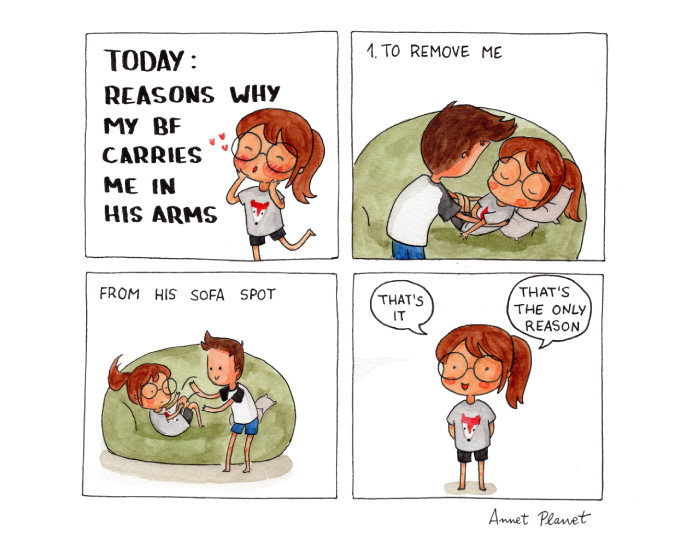 TODAY:
REASONS WHY
MY BF
CARRIES
ME IN
HIS ARMS
1. TO REMOVE ME
FROM HIS SOFA SPOT
THAT'S
IT
THAT'S
THE ONLY
REASON
Annet Planet